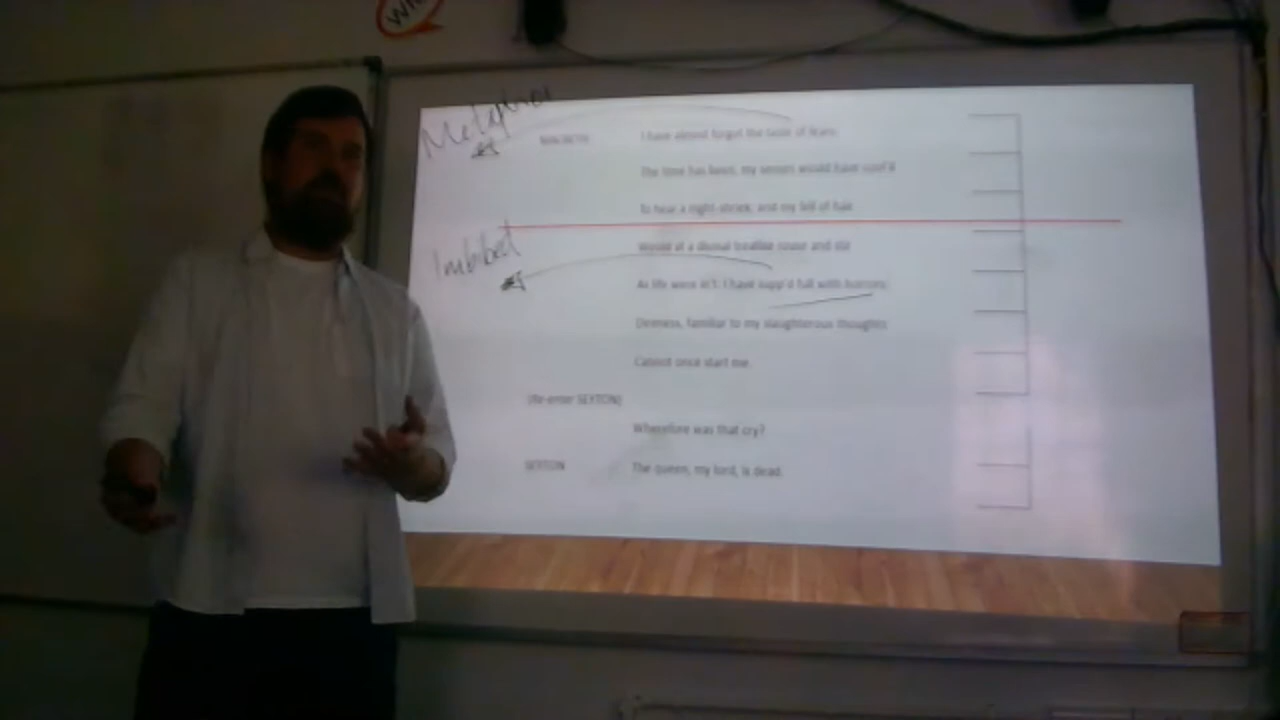 Wh
Metaphor
MACBETH I have almost forgot the taste of fears.
The time has been, my senses would have cool'd
To hear a night-shriek; and my fell of hair
Would at a dismal treatise rouse and stir
Imbibed
As life were in't: I have supp'd full with horrors;
Direness, familiar to my slaughterous thoughts
Cannot once start me.
(Re-enter SEYTON)
Wherefore was that cry?
SEYTON The queen, my lord, is dead.